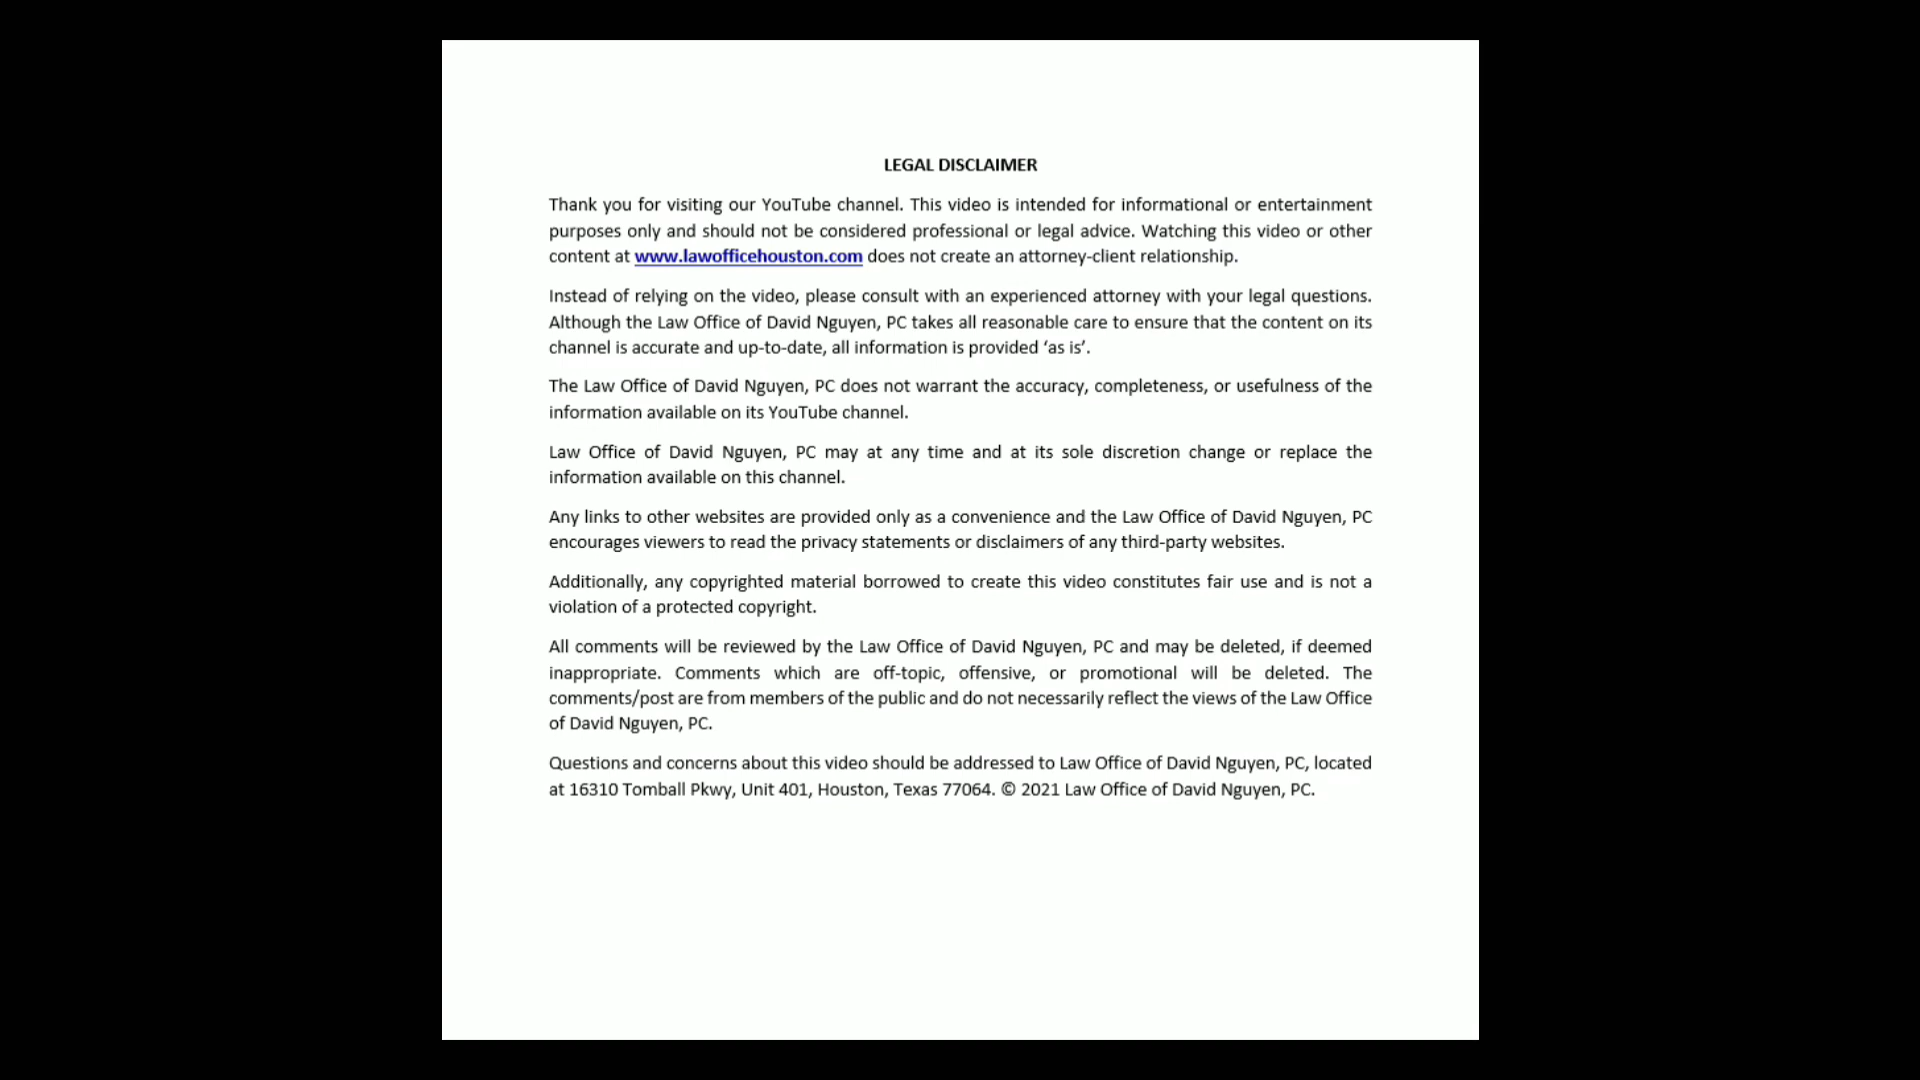 LEGAL DISCLAIMER
Thank you for visiting our YouTube channel. This video is intended for informational or entertainment
purposes only and should not be considered professional or legal advice. Watching this video or other
content at www.lawofficehouston.com does not create an attorney-client relationship.
Instead of relying on the video, please consult with an experienced attorney with your legal questions.
Although the Law Office of David Nguyen, PC takes all reasonable care to ensure that the content on its
channel is accurate and up-to-date, all information is provided ‘as is’.
The Law Office of David Nguyen, PC does not warrant the accuracy, completeness, or usefulness of the
information available on its YouTube channel.
Law Office of David Nguyen, PC may at any time and at its sole discretion change or replace the
information available on this channel.
Any links to other websites are provided only as a convenience and the Law Office of David Nguyen, PC
encourages viewers to read the privacy statements or disclaimers of any third-party websites.
Additionally, any copyrighted material borrowed to create this video constitutes fair use and is not a
violation of a protected copyright.
All comments will be reviewed by the Law Office of David Nguyen, PC and may be deleted, if deemed
inappropriate. Comments which are off-topic, offensive, or promotional will be deleted. The
comments/post are from members of the public and do not necessarily reflect the views of the Law Office
of David Nguyen, PC.
Questions and concerns about this video should be addressed to Law Office of David Nguyen, PC, located
at 16310 Tomball Pkwy, Unit 401, Houston, Texas 77064. © 2021 Law Office of David Nguyen, PC.